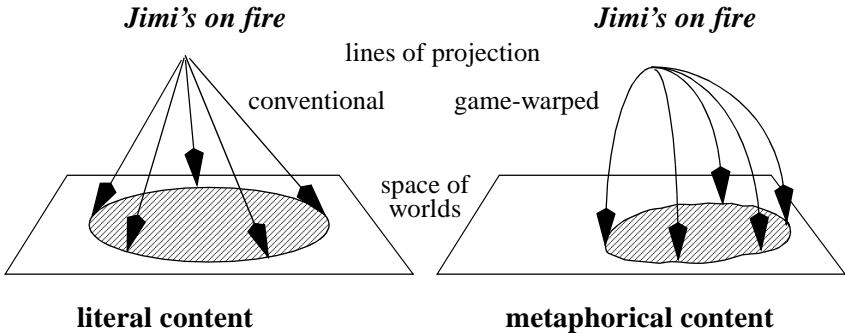 Jimi's on fire
Jimi's on fire
lines of projection
conventional
game-warped
space of
worlds
literal content
metaphorical content